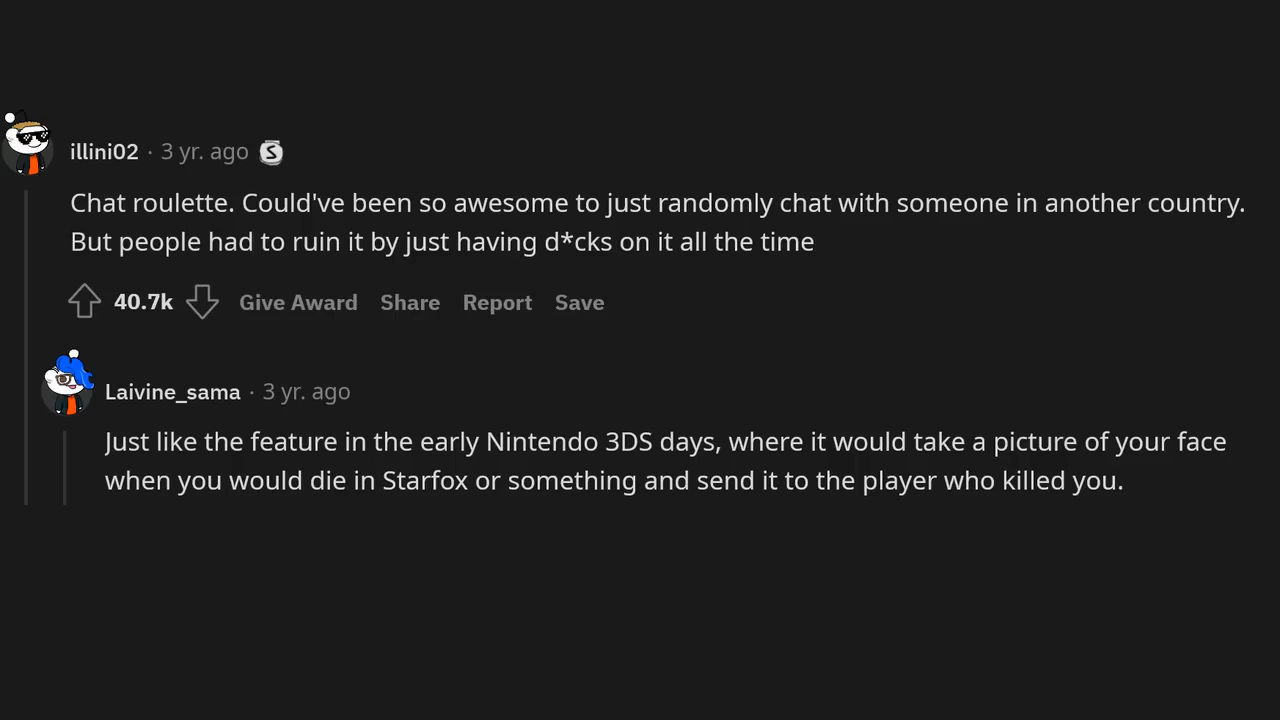 illini02 · 3 yr. ago S
Chat roulette. Could've been so awesome to just randomly chat with someone in another country.
But people had to ruin it by just having d*cks on it all the time
40.7k Give Award Share Report Save
Laivine_sama · 3 yr. ago
Just like the feature in the early Nintendo 3DS days, where it would take a picture of your face
when you would die in Starfox or something and send it to the player who killed you.